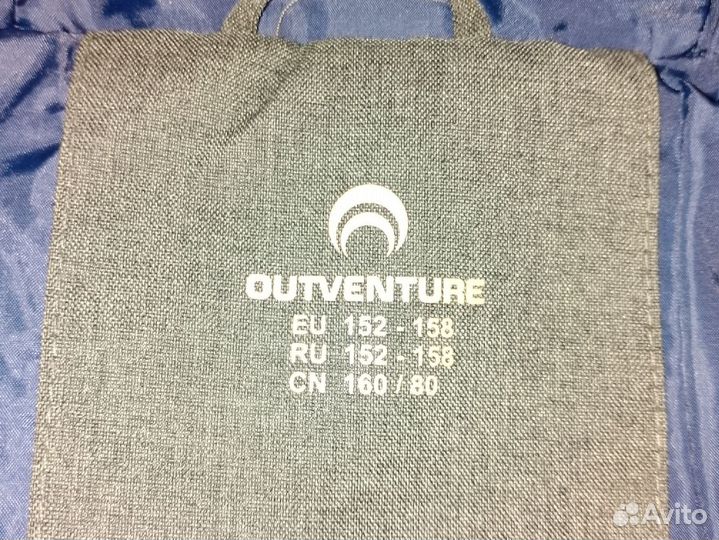 OUTVENTURE
EU 152 - 158
RU 152 - 158
CN 160 / 80
Avito